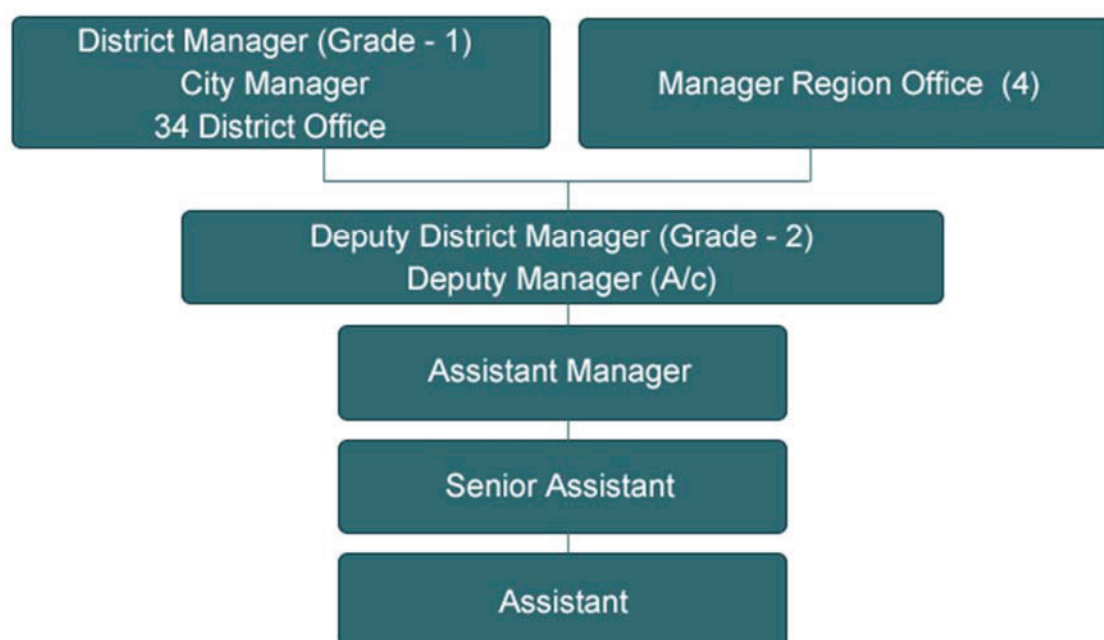 District Manager (Grade - 1)
City Manager
34 District Office
Manager Region Office (4)
Deputy District Manager (Grade - 2)
Deputy Manager (A/c)
Assistant Manager
Senior Assistant
Assistant